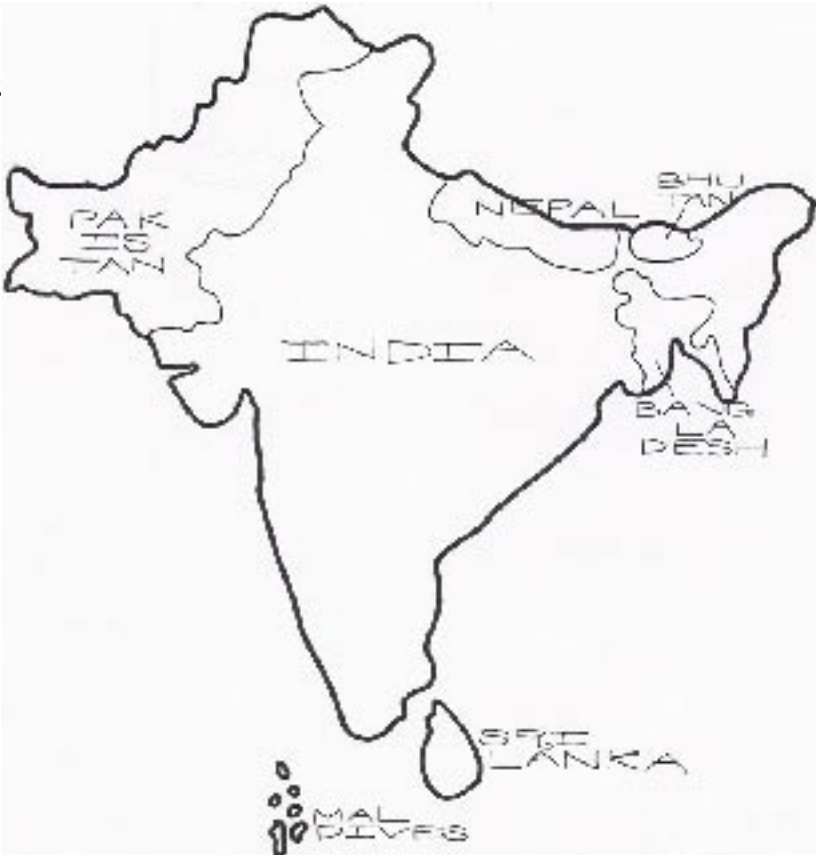 PAK
IS
TAN
NEPAL
BHU
TAN
INDIA
BANG
LA
DESH
SRI
LANKA
MAL
DIVES